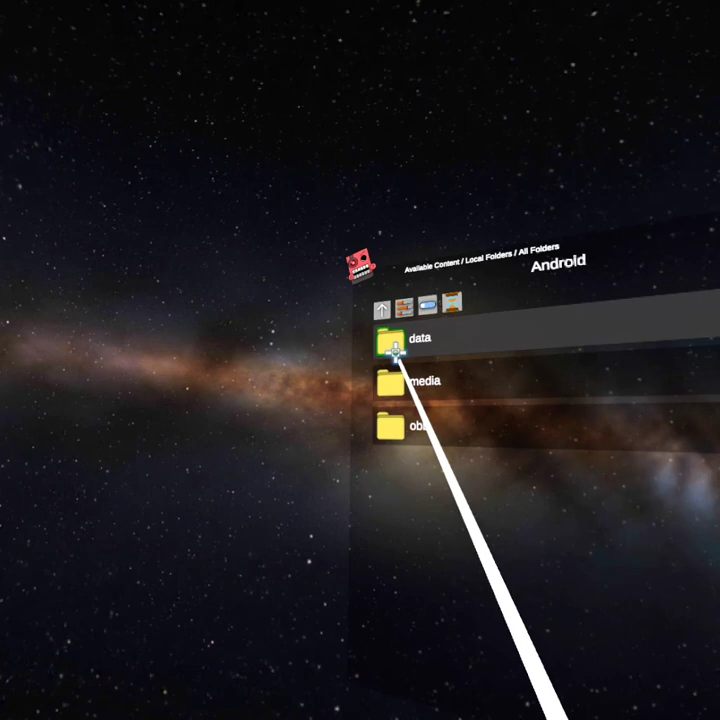 Available Content / Local Folders / All Folders
Android
data
media